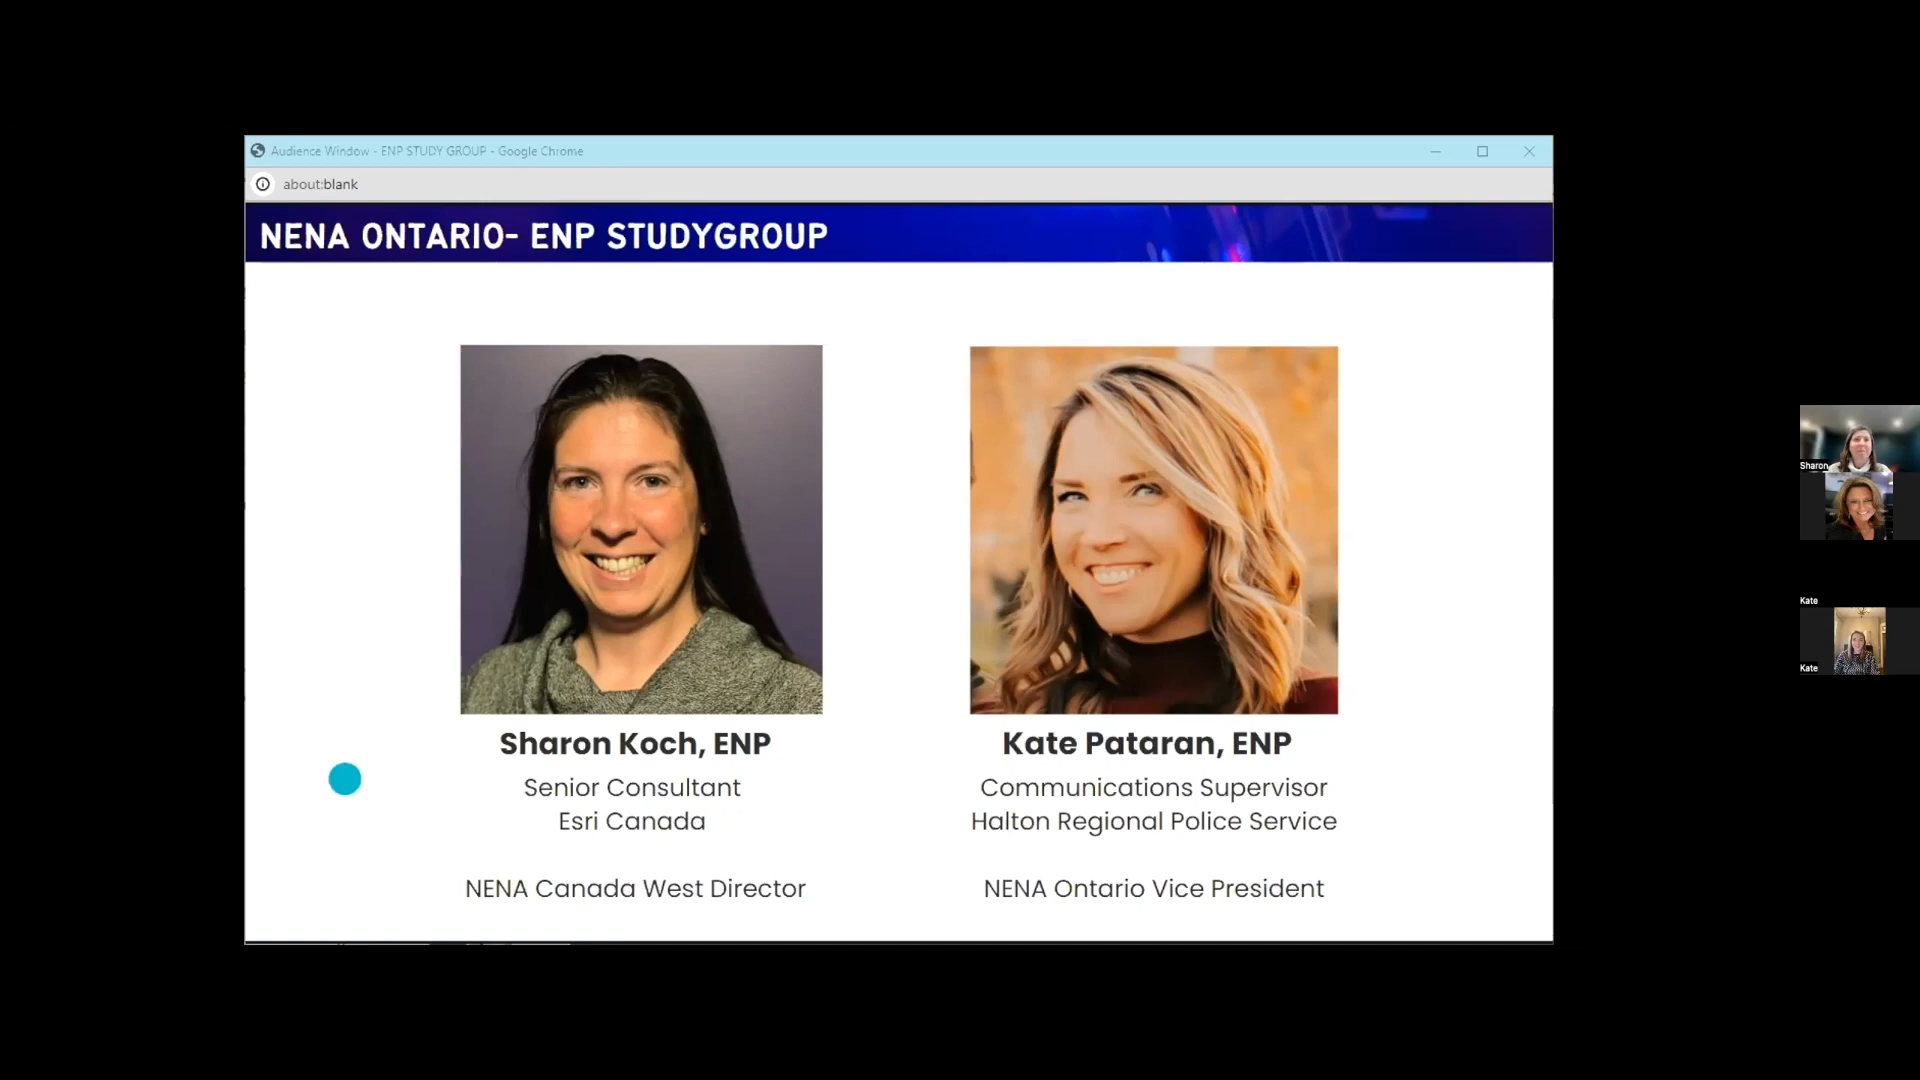 Audience Window - ENP STUDY GROUP - Google Chrome
about:blank
NENA ONTARIO- ENP STUDYGROUP
Sharon Koch, ENP
Senior Consultant
Esri Canada
NENA Canada West Director
Kate Pataran, ENP
Communications Supervisor
Halton Regional Police Service
NENA Ontario Vice President
Sharon
Kate
Kate